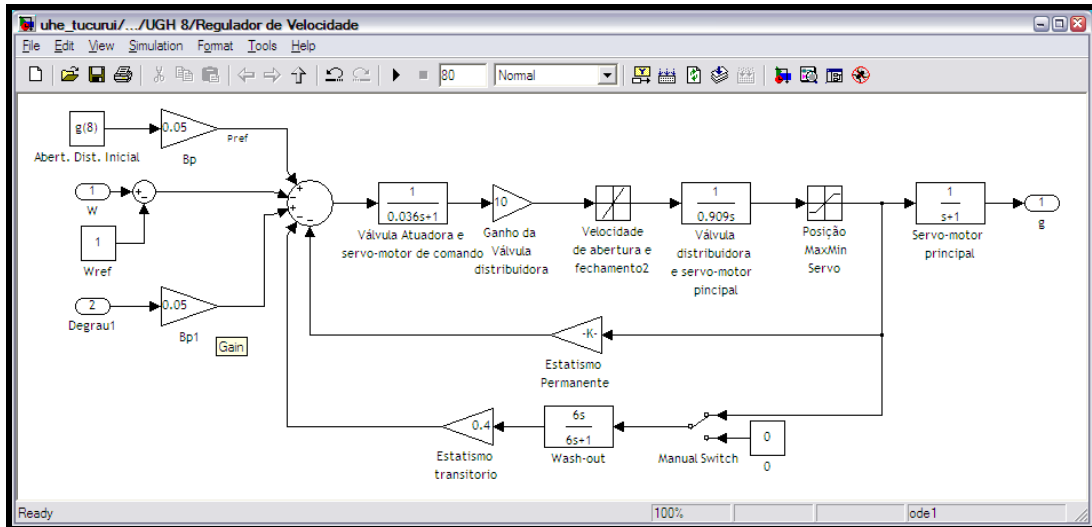 uhe_tucurui/.../UGH 8/Regulador de Velocidade
File Edit View Simulation Format Tools Help
80
Normal
g(8)
Abert. Dist. Inicial
0.05
Bp
Pref
1
W
1
Wref
2
Degrau1
0.05
Bp1
Gain
1
0.036s+1
Válvula Atuadora e
servo-motor de comando
10
Ganho da
Válvula
distribuidora
Velocidade
de abertura e
fechamento2
1
0.909s
Válvula
distribuidora
e servo-motor
pincipal
Posição
MaxMin
Servo
1
s+1
Servo-motor
principal
1
g
-K-
Estatismo
Permanente
0.4
Estatismo
transitorio
6s
6s+1
Wash-out
Manual Switch
0
0
Ready
100%
ode1